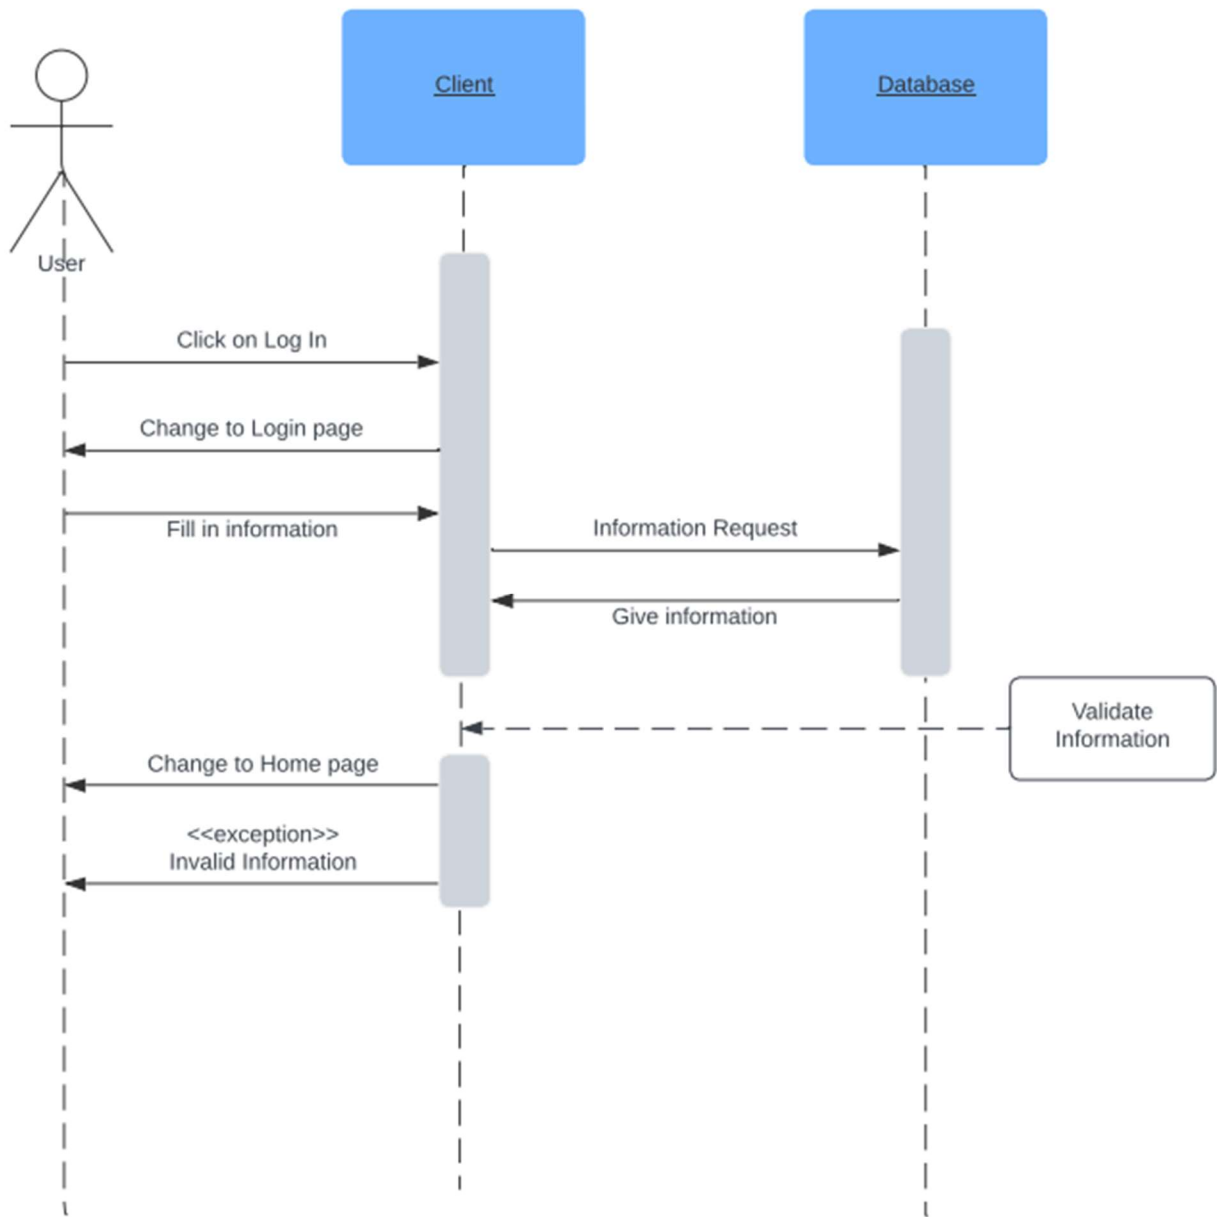 Client
Database
User
Click on Log In
Change to Login page
Fill in information
Information Request
Give information
Validate
Information
Change to Home page
<<exception>>
Invalid Information